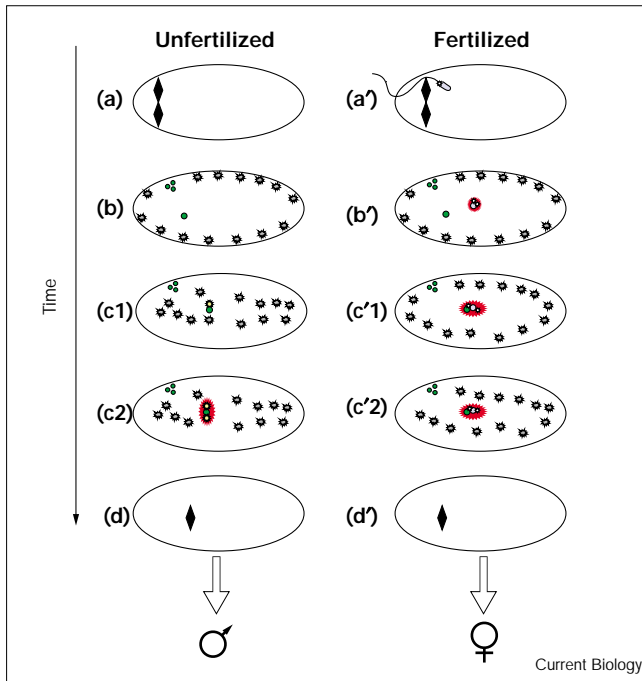 Unfertilized Fertilized
(a) (a′)
(b) (b′)
Time
(c1) (c′1)
(c2) (c′2)
(d) (d′)
♂ ♀
Current Biology